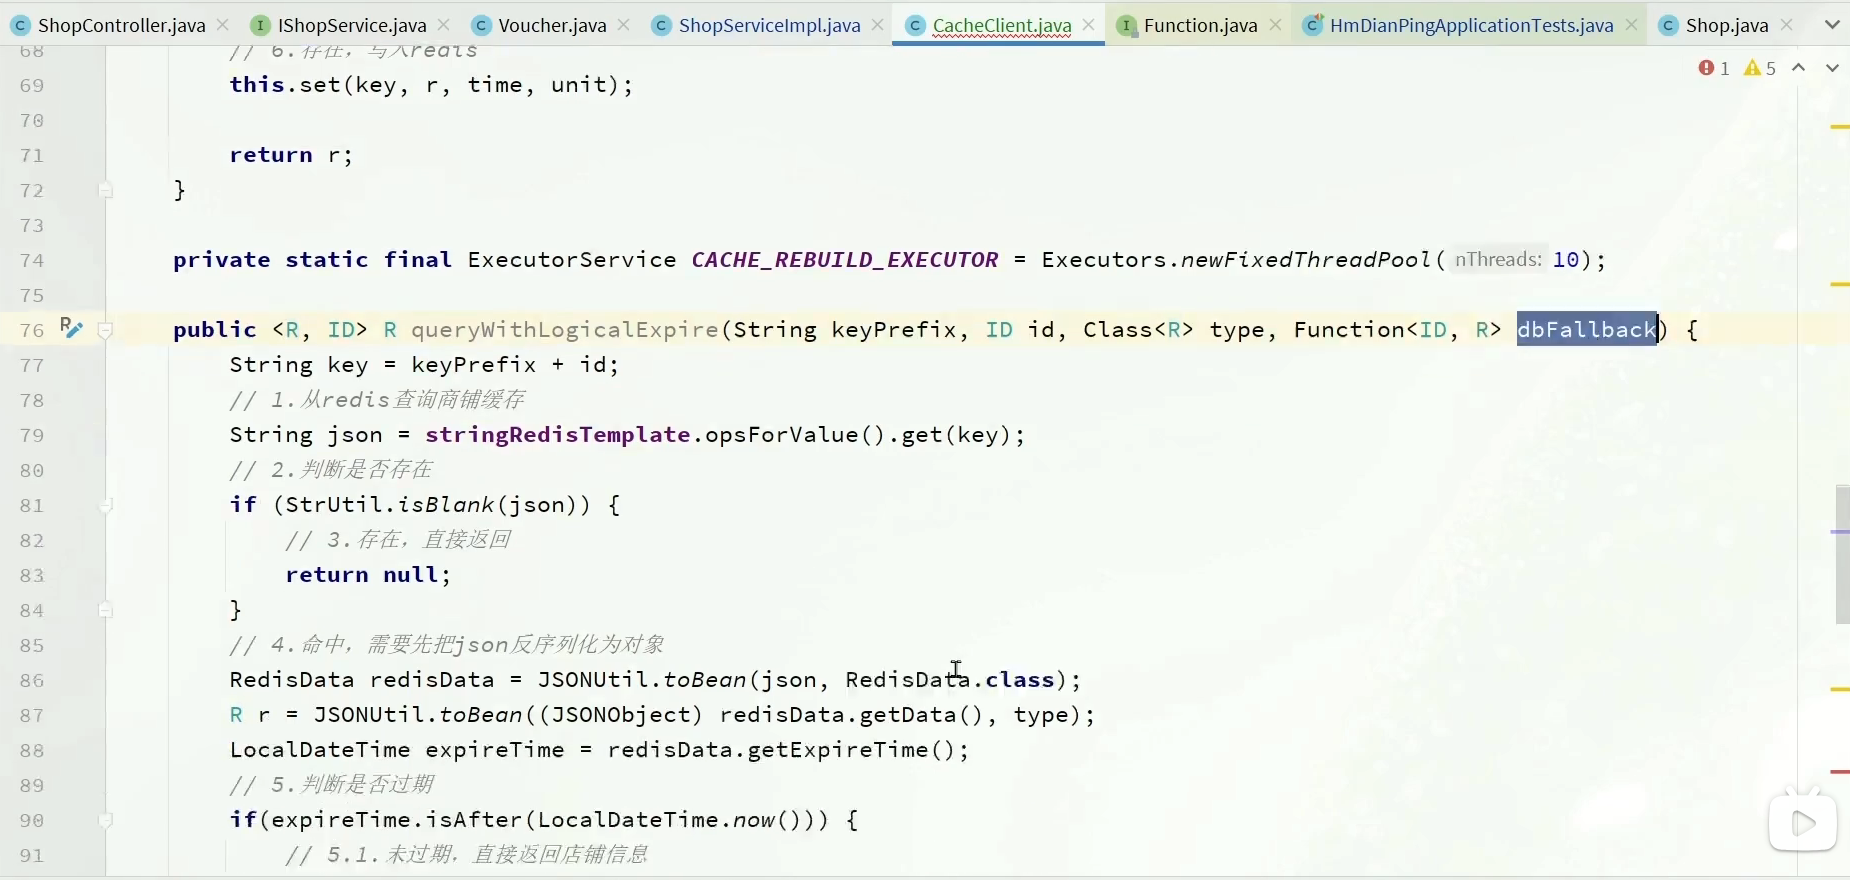 ShopController.java IShopService.java Voucher.java ShopServiceImpl.java CacheClient.java Function.java HmDianPingApplicationTests.java Shop.java
68 // 6.存在，写入redis
1 5
69 this.set(key, r, time, unit);
70
71 return r;
72 }
73
74 private static final ExecutorService CACHE_REBUILD_EXECUTOR = Executors.newFixedThreadPool( nThreads: 10);
75
76 public <R, ID> R queryWithLogicalExpire(String keyPrefix, ID id, Class<R> type, Function<ID, R> dbFallback) {
77 String key = keyPrefix + id;
78 // 1.从redis查询商铺缓存
79 String json = stringRedisTemplate.opsForValue().get(key);
80 // 2.判断是否存在
81 if (StrUtil.isBlank(json)) {
82 // 3.存在，直接返回
83 return null;
84 }
85 // 4.命中，需要先把json反序列化为对象
86 RedisData redisData = JSONUtil.toBean(json, RedisData.class);
87 R r = JSONUtil.toBean((JSONObject) redisData.getData(), type);
88 LocalDateTime expireTime = redisData.getExpireTime();
89 // 5.判断是否过期
90 if(expireTime.isAfter(LocalDateTime.now())) {
91 // 5.1.未过期，直接返回店铺信息